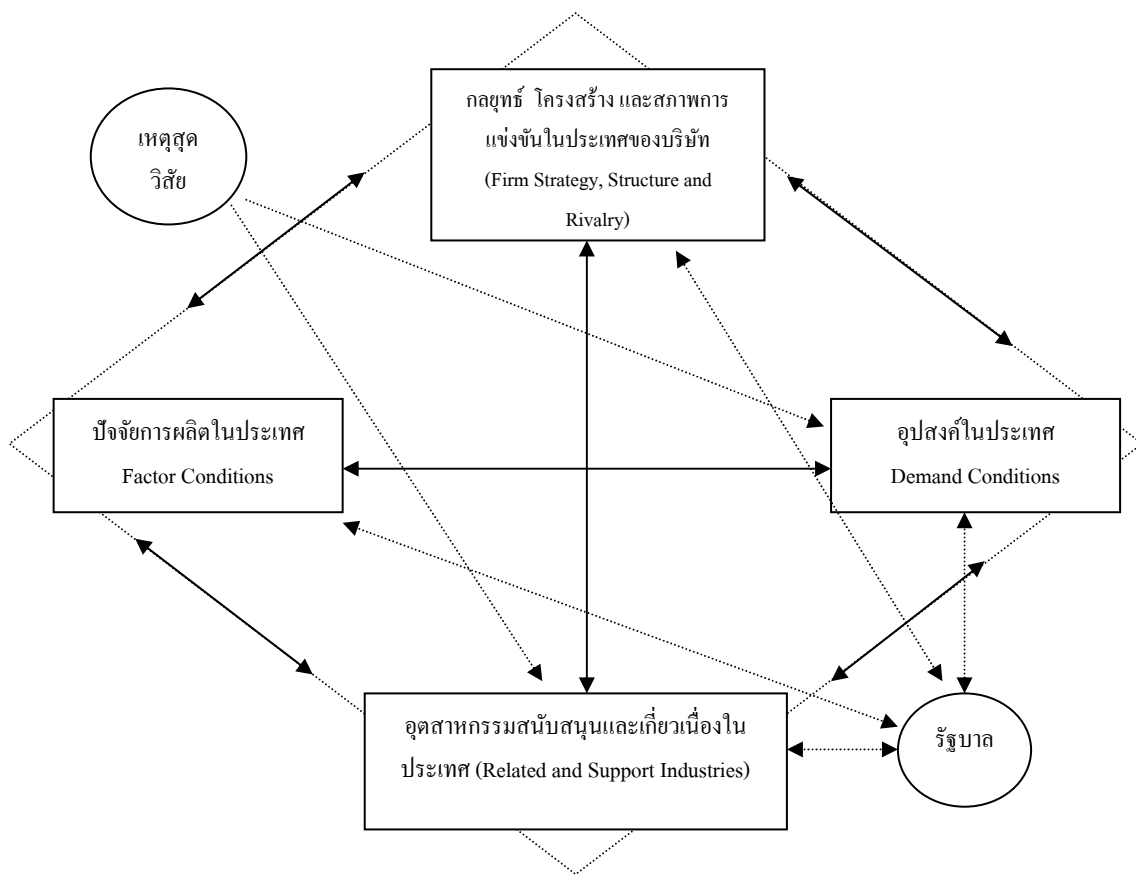 กลยุทธ์ โครงสร้าง และสภาพการ
แข่งขันในประเทศของบริษัท
(Firm Strategy, Structure and
Rivalry)
เหตุสุด
วิสัย
ปัจจัยการผลิตในประเทศ
Factor Conditions
อุปสงค์ในประเทศ
Demand Conditions
อุตสาหกรรมสนับสนุนและเกี่ยวเนื่องใน
ประเทศ (Related and Support Industries)
รัฐบาล